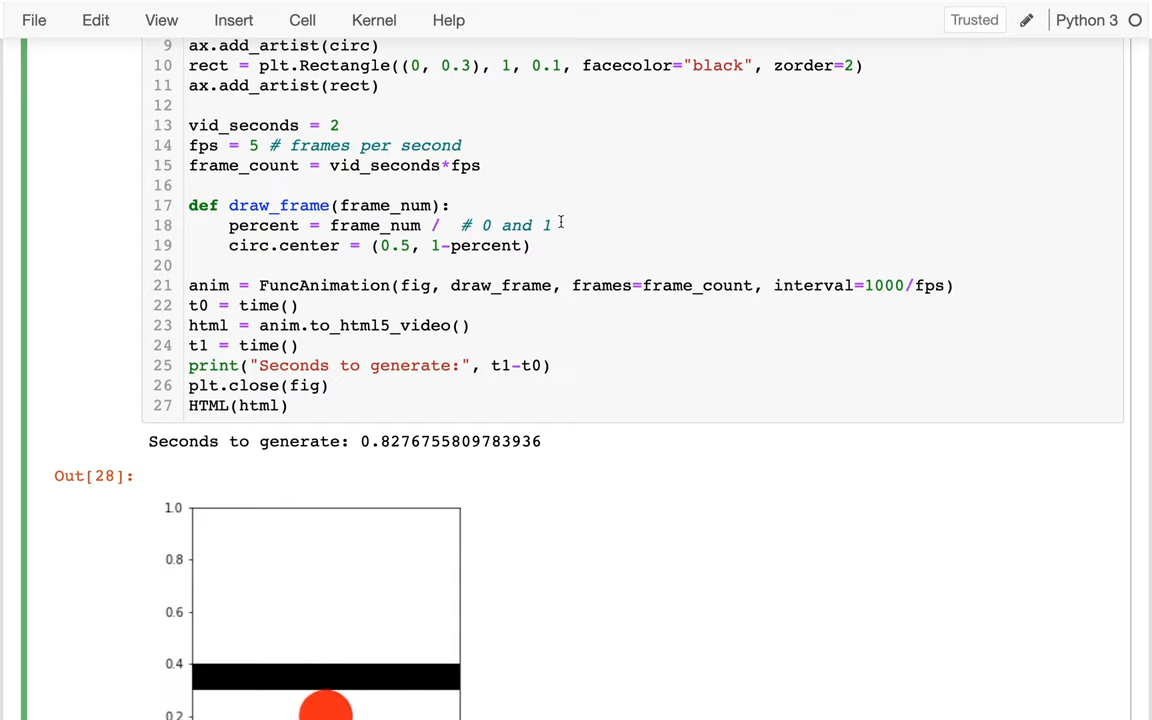 File Edit View Insert Cell Kernel Help Trusted Python 3
9 ax.add_artist(circ)
10 rect = plt.Rectangle((0, 0.3), 1, 0.1, facecolor="black", zorder=2)
11 ax.add_artist(rect)
12
13 vid_seconds = 2
14 fps = 5 # frames per second
15 frame_count = vid_seconds*fps
16
17 def draw_frame(frame_num):
18 percent = frame_num / # 0 and 1
19 circ.center = (0.5, 1-percent)
20
21 anim = FuncAnimation(fig, draw_frame, frames=frame_count, interval=1000/fps)
22 t0 = time()
23 html = anim.to_html5_video()
24 t1 = time()
25 print("Seconds to generate:", t1-t0)
26 plt.close(fig)
27 HTML(html)
Seconds to generate: 0.8276755809783936
Out[28]:
1.0
0.8
0.6
0.4
0.2